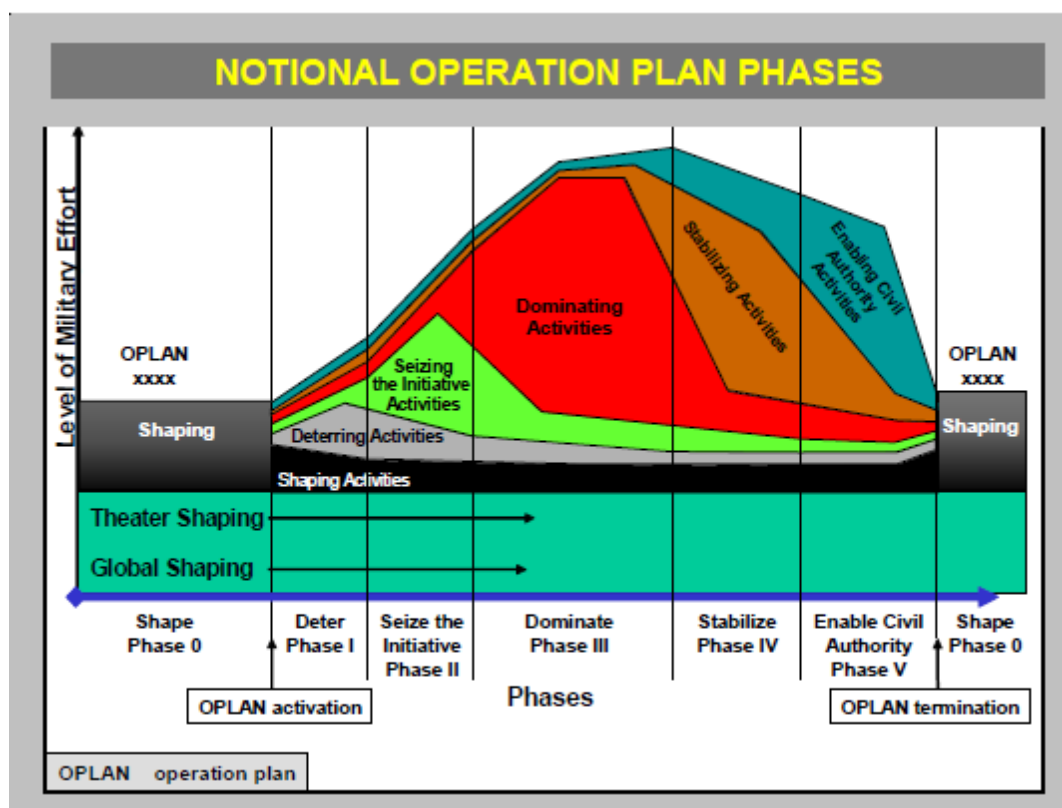 NOTIONAL OPERATION PLAN PHASES
Level of Military Effort
OPLAN
xxxx
Shaping
Enabling Civil
Authority
Activities
Stabilizing Activities
Dominating
Activities
Seizing
the Initiative
Activities
Deterring Activities
Shaping Activities
OPLAN
xxxx
Shaping
Theater Shaping
Global Shaping
Shape
Phase 0
Deter
Phase I
Seize the
Initiative
Phase II
Dominate
Phase III
Stabilize
Phase IV
Enable Civil
Authority
Phase V
Shape
Phase 0
OPLAN activation
Phases
OPLAN termination
OPLAN operation plan